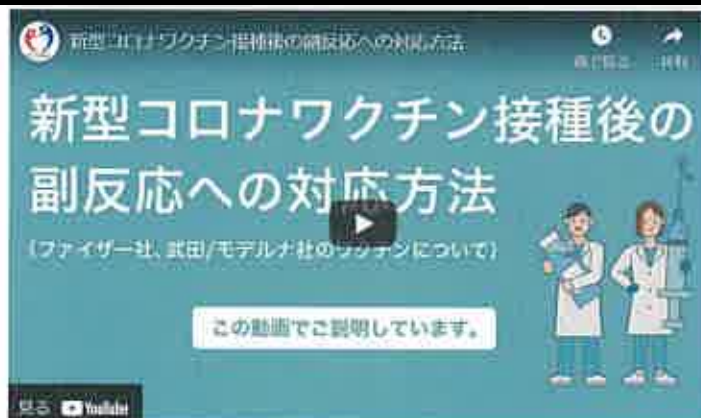 新型コロナワクチン接種後の副反応への対応方法
後で見る 共有
新型コロナワクチン接種後の
副反応への対応方法
(ファイザー社、武田/モデルナ社のワクチンについて)
この動画でご説明しています。
見る YouTube